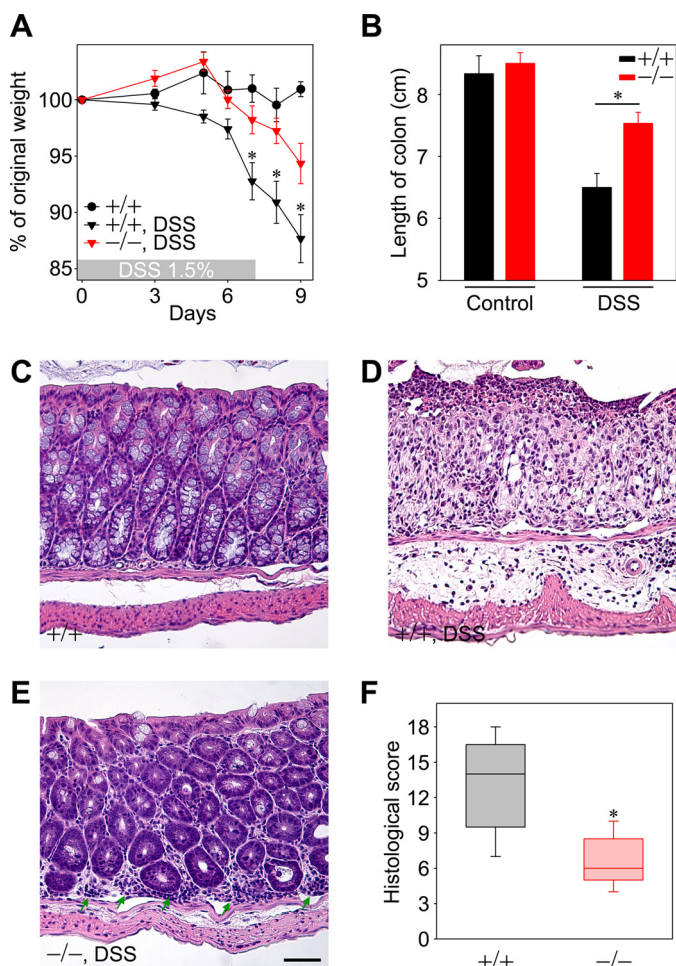 A
% of original weight
100
95
90
85
+/+
+/+, DSS
−/−, DSS
DSS 1.5%
0
3
6
9
Days
*
*
*
B
Length of colon (cm)
8
7
6
5
+/+
−/−
*
Control
DSS
C
+/+
D
+/+, DSS
E
−/−, DSS
F
Histological score
18
15
12
9
6
3
0
*
+/+
−/−